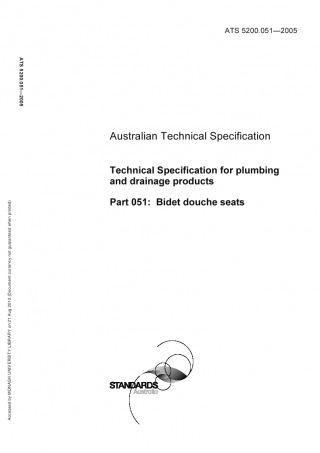 ATS 5200.051—2005
ATS 5200.051—2005
Australian Technical Specification
Technical Specification for plumbing
and drainage products
Part 051: Bidet douche seats
Accessed by MONASH UNIVERSITY LIBRARY on 21 Aug 2013 (Document currency not guaranteed when printed)
STANDARDS
Australia